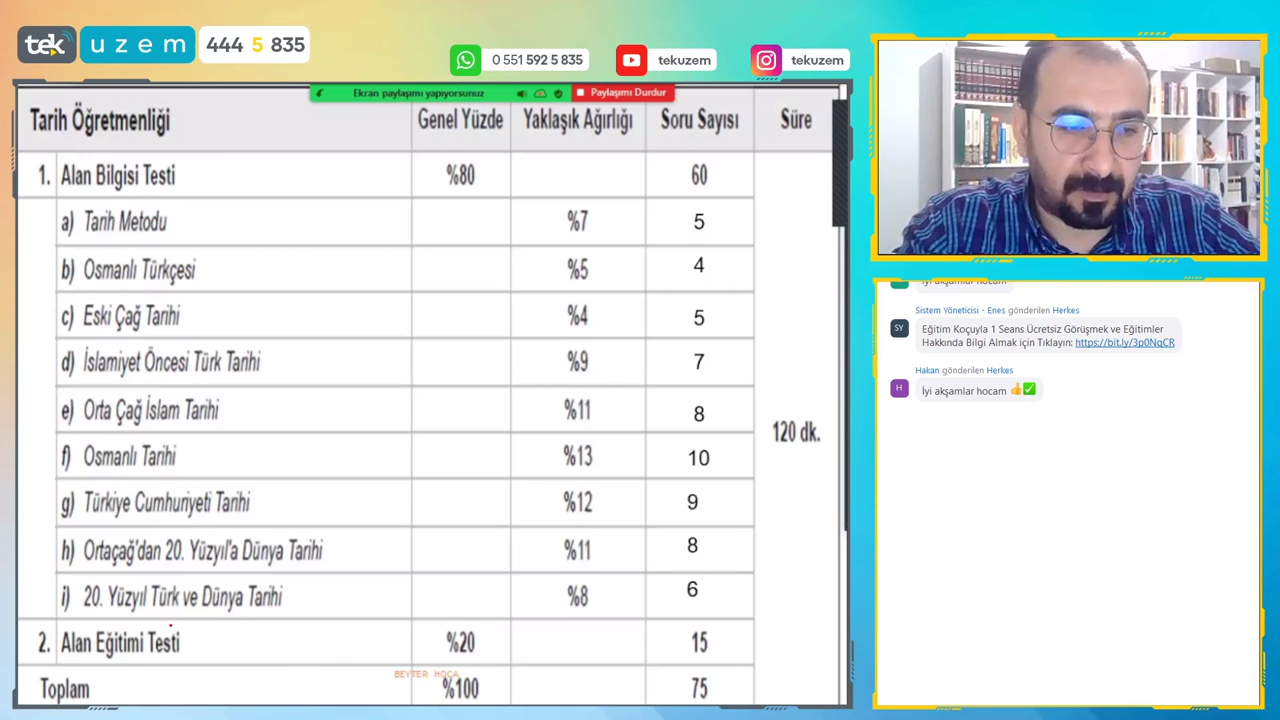 tek uzem 444 5 835
0 551 592 5 835
tekuzem
tekuzem
Ekran paylaşımı yapıyorsunuz
Paylaşımı Durdur
Tarih Öğretmenliği Genel Yüzde Yaklaşık Ağırlığı Soru Sayısı Süre
1. Alan Bilgisi Testi %80 60
a) Tarih Metodu %7 5
b) Osmanlı Türkçesi %5 4
c) Eski Çağ Tarihi %4 5
d) İslamiyet Öncesi Türk Tarihi %9 7
e) Orta Çağ İslam Tarihi %11 8
120 dk.
f) Osmanlı Tarihi %13 10
g) Türkiye Cumhuriyeti Tarihi %12 9
h) Ortaçağ'dan 20. Yüzyıl'a Dünya Tarihi %11 8
i) 20. Yüzyıl Türk ve Dünya Tarihi %8 6
2. Alan Eğitimi Testi %20 15
BEYTER HOCA
Toplam %100 75
İyi akşamlar hocam
Sistem Yöneticisi - Enes gönderilen Herkes
SY
Eğitim Koçuyla 1 Seans Ücretsiz Görüşmek ve Eğitimler
Hakkında Bilgi Almak için Tıklayın: https://bit.ly/3p0NqCR
Hakan gönderilen Herkes
H
İyi akşamlar hocam 👍✅